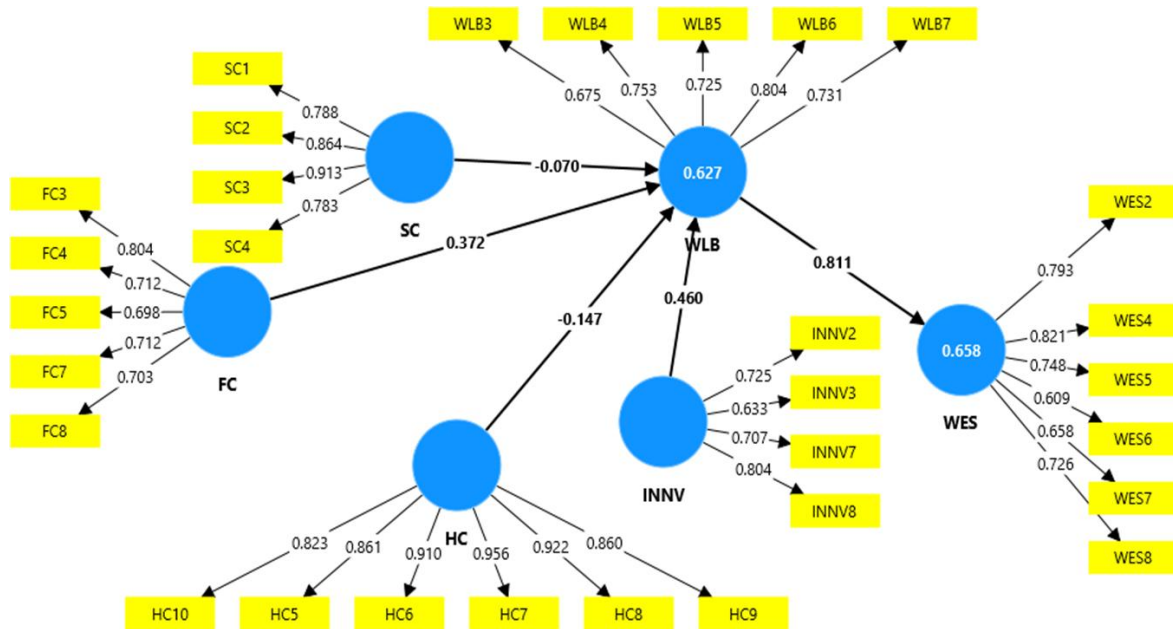 WLB3
WLB4
WLB5
WLB6
WLB7
0.675
0.753
0.725
0.804
0.731
SC1
SC2
SC3
SC4
0.788
0.864
0.913
0.783
SC
-0.070
0.627
WLB
FC3
FC4
FC5
FC7
FC8
0.804
0.712
0.698
0.712
0.703
FC
0.372
-0.147
0.460
0.811
INNV2
INNV3
INNV7
INNV8
0.725
0.633
0.707
0.804
INNV
0.658
WES
WES2
WES4
WES5
WES6
WES7
WES8
0.793
0.821
0.748
0.609
0.658
0.726
HC
0.823
0.861
0.910
0.956
0.922
0.860
HC10
HC5
HC6
HC7
HC8
HC9